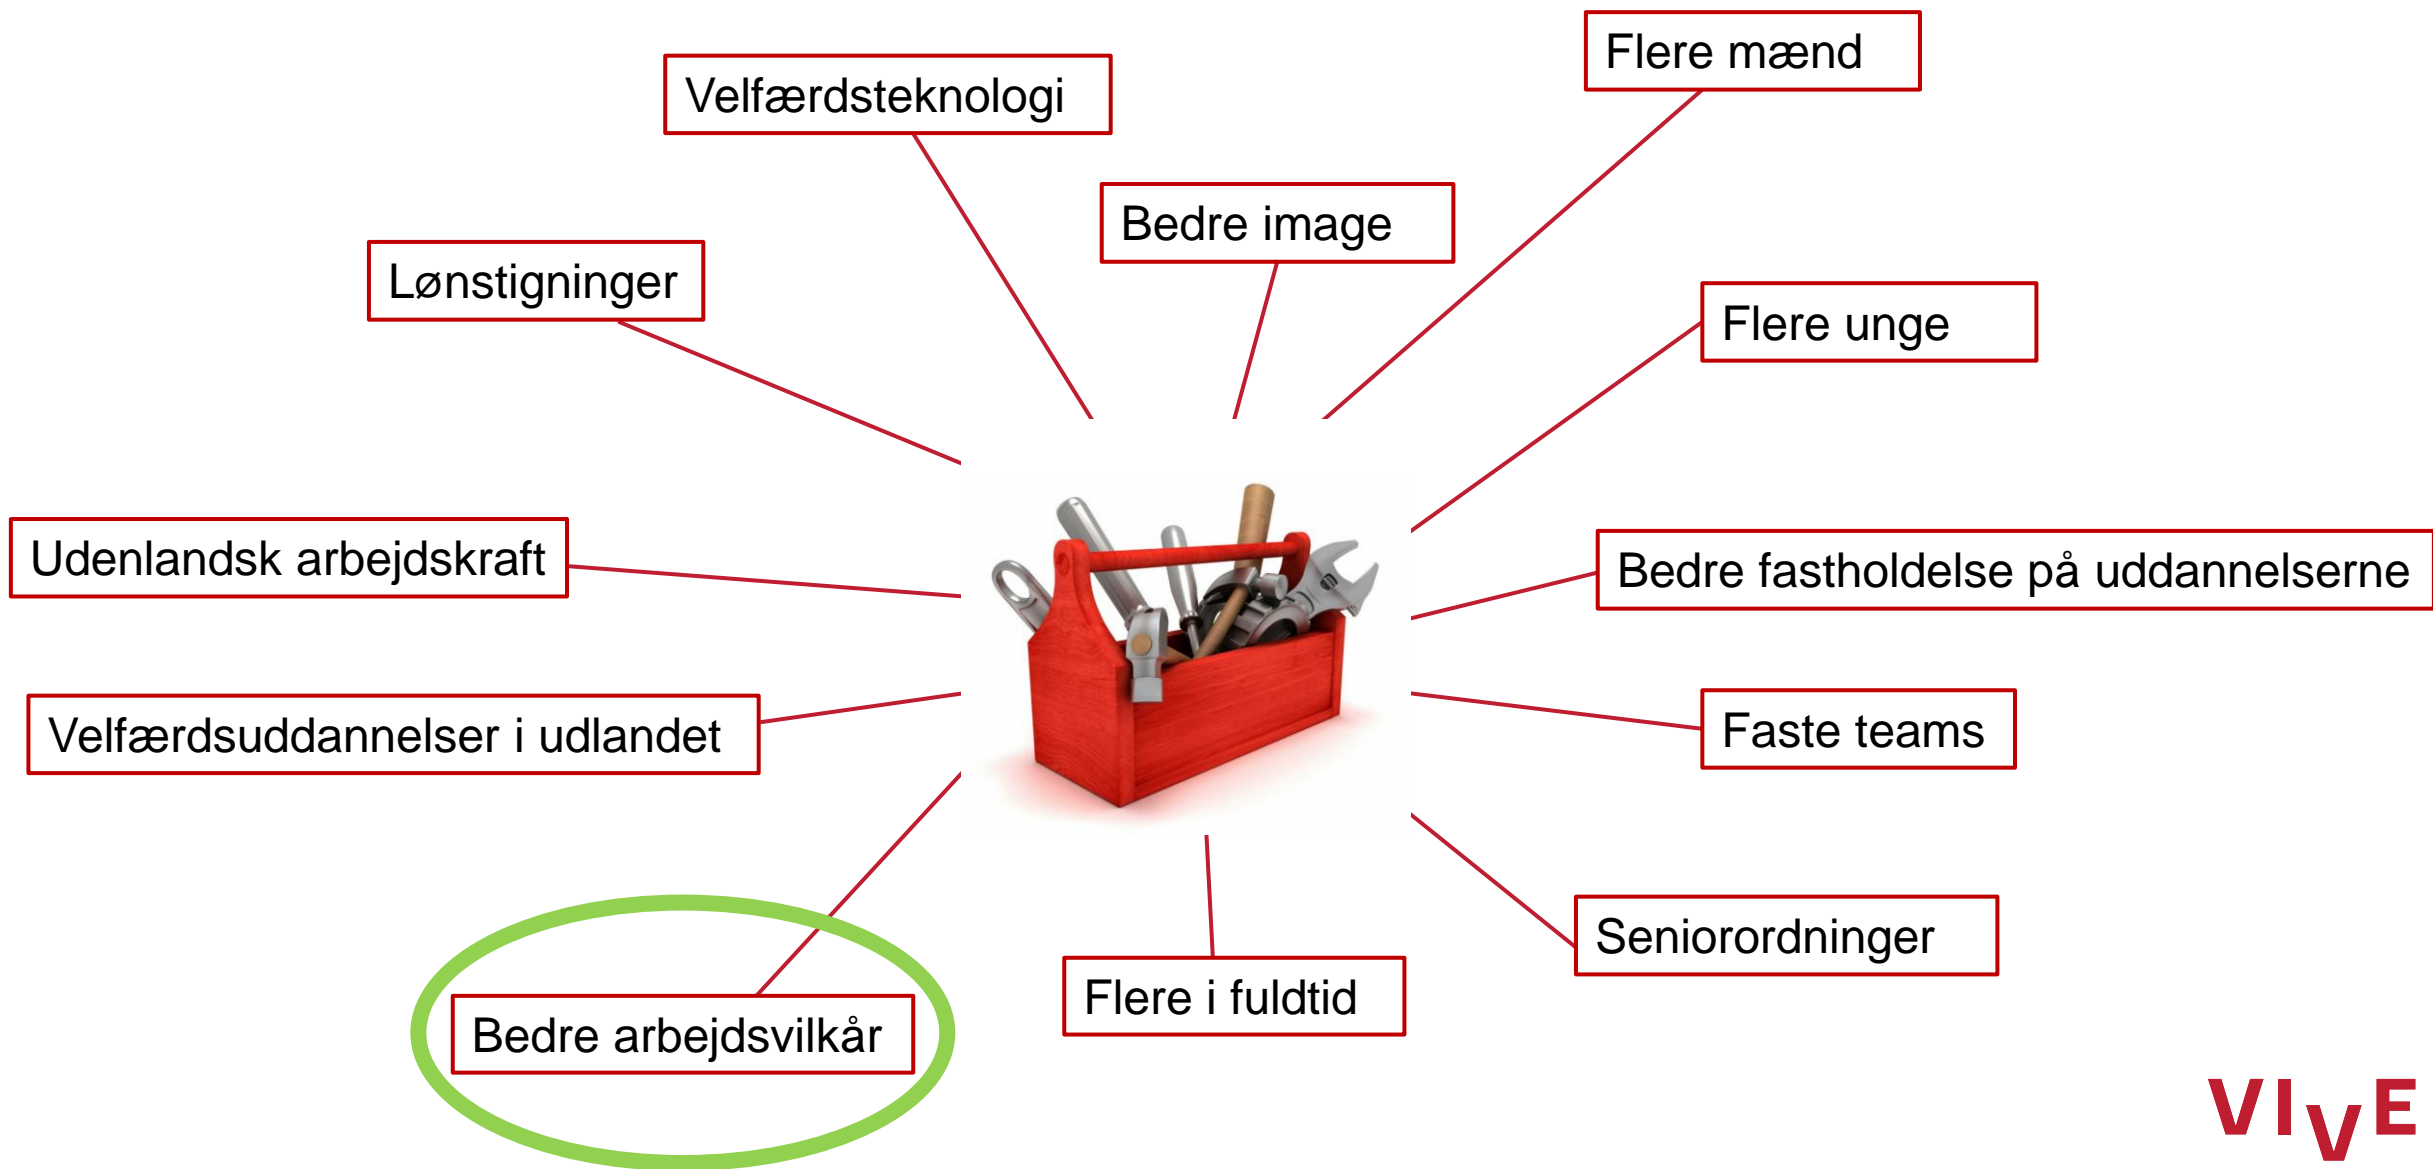 Flere mænd
Velfærdsteknologi
Bedre image
Lønstigninger
Flere unge
Udenlandsk arbejdskraft
Bedre fastholdelse på uddannelserne
Velfærdsuddannelser i udlandet
Faste teams
Seniorordninger
Flere i fuldtid
Bedre arbejdsvilkår
VIVE